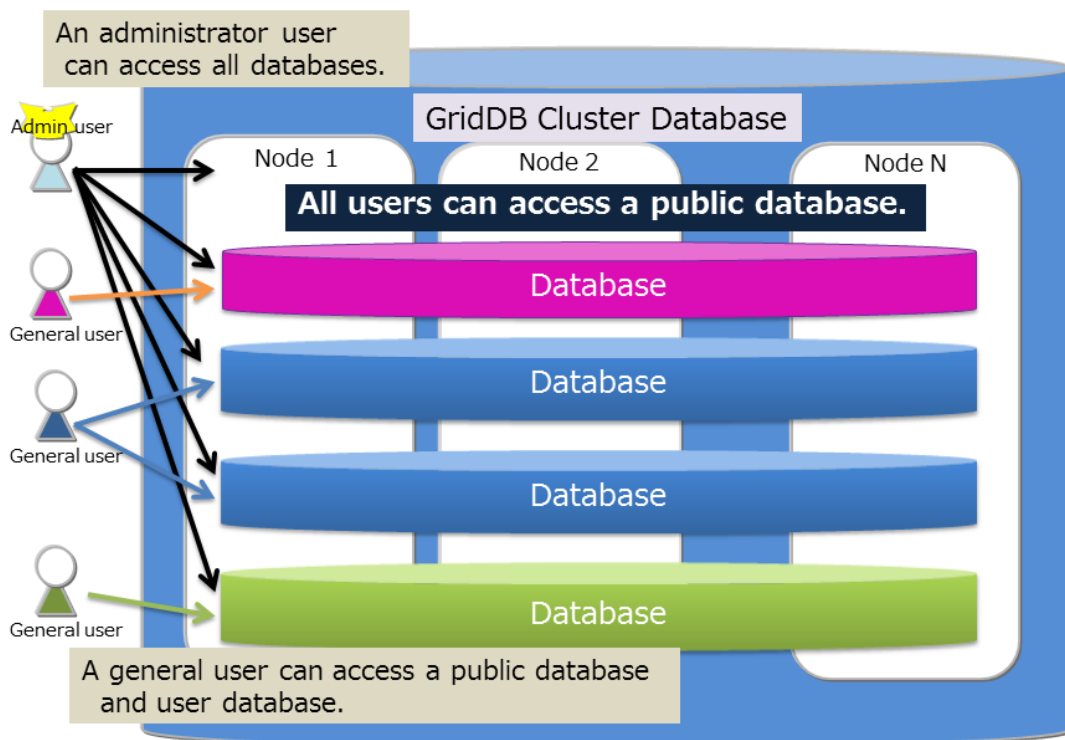 An administrator user
can access all databases.
Admin user
GridDB Cluster Database
Node 1
Node 2
Node N
All users can access a public database.
Database
General user
Database
General user
Database
Database
General user
A general user can access a public database
and user database.